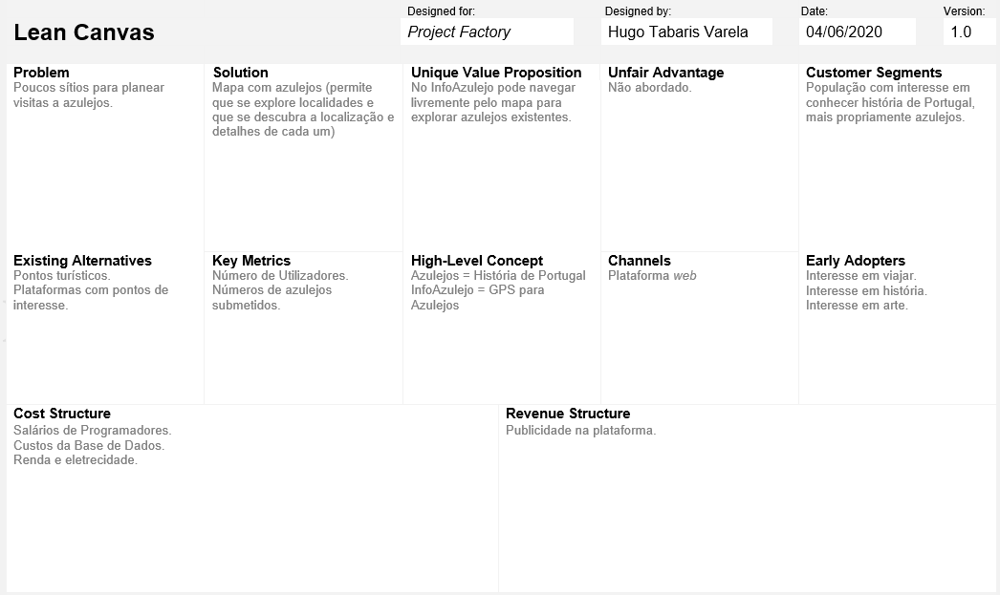 Lean Canvas
Designed for:
Project Factory
Designed by:
Hugo Tabaris Varela
Date:
04/06/2020
Version:
1.0
Problem
Poucos sítios para planear
visitas a azulejos.
Solution
Mapa com azulejos (permite
que se explore localidades e
que se descubra a localização e
detalhes de cada um)
Unique Value Proposition
No InfoAzulejo pode navegar
livremente pelo mapa para
explorar azulejos existentes.
Unfair Advantage
Não abordado.
Customer Segments
População com interesse em
conhecer história de Portugal,
mais propriamente azulejos.
Existing Alternatives
Pontos turísticos.
Plataformas com pontos de
interesse.
Key Metrics
Número de Utilizadores.
Números de azulejos
submetidos.
High-Level Concept
Azulejos = História de Portugal
InfoAzulejo = GPS para
Azulejos
Channels
Plataforma web
Early Adopters
Interesse em viajar.
Interesse em história.
Interesse em arte.
Cost Structure
Salários de Programadores.
Custos da Base de Dados.
Renda e eletrecidade.
Revenue Structure
Publicidade na plataforma.